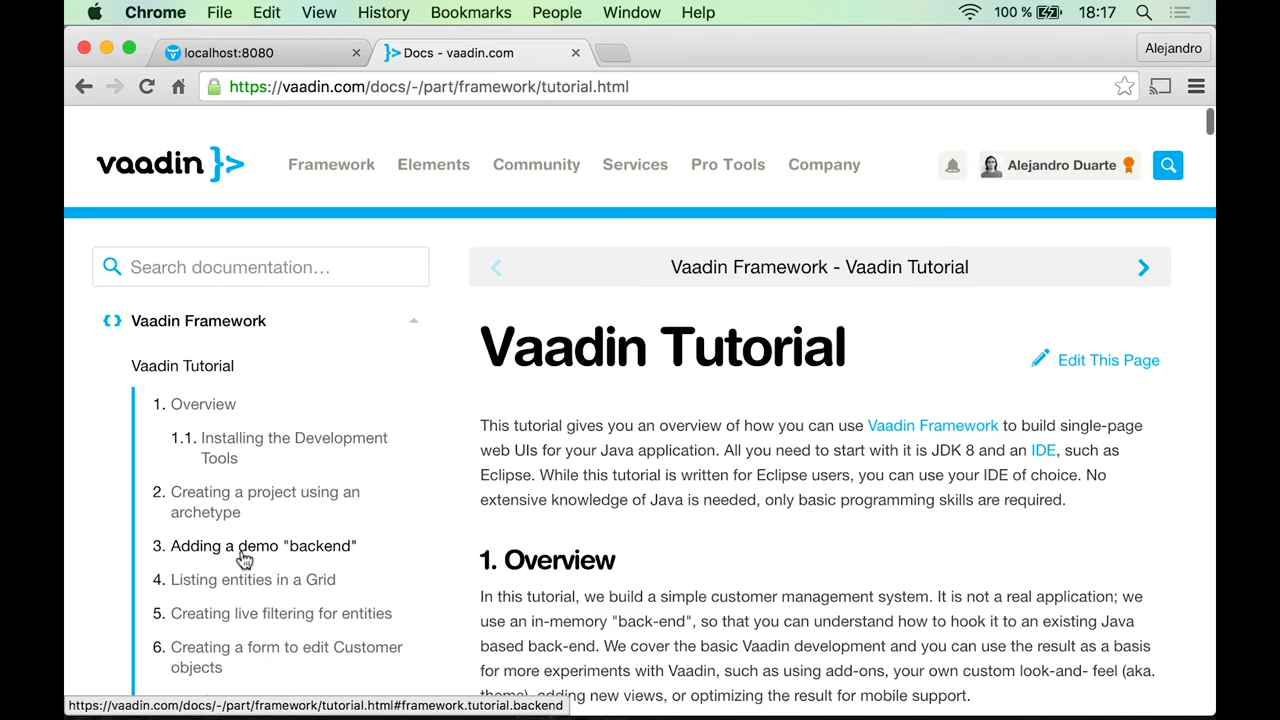 Chrome File Edit View History Bookmarks People Window Help 100 % 18:17
localhost:8080 Docs - vaadin.com Alejandro
https://vaadin.com/docs/-/part/framework/tutorial.html
vaadin }> Framework Elements Community Services Pro Tools Company Alejandro Duarte
Search documentation…
Vaadin Framework - Vaadin Tutorial
Vaadin Framework
Vaadin Tutorial
1. Overview
1.1. Installing the Development
Tools
2. Creating a project using an
archetype
3. Adding a demo "backend"
4. Listing entities in a Grid
5. Creating live filtering for entities
6. Creating a form to edit Customer
objects
Vaadin Tutorial
Edit This Page
This tutorial gives you an overview of how you can use Vaadin Framework to build single-page
web UIs for your Java application. All you need to start with it is JDK 8 and an IDE, such as
Eclipse. While this tutorial is written for Eclipse users, you can use your IDE of choice. No
extensive knowledge of Java is needed, only basic programming skills are required.
1. Overview
In this tutorial, we build a simple customer management system. It is not a real application; we
use an in-memory "back-end", so that you can understand how to hook it to an existing Java
based back-end. We cover the basic Vaadin development and you can use the result as a basis
for more experiments with Vaadin, such as using add-ons, your own custom look-and- feel (aka.
theme), adding new views, or optimizing the result for mobile support.
https://vaadin.com/docs/-/part/framework/tutorial.html#framework.tutorial.backend